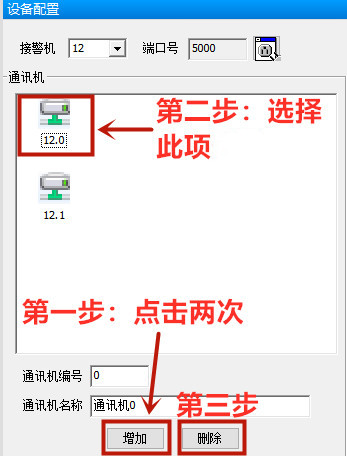 设备配置
接警机 12 端口号 5000
通讯机
12.0
第二步：选择
此项
12.1
第一步：点击两次
通讯机编号 0
通讯机名称 通讯机0
第三步
增加 删除